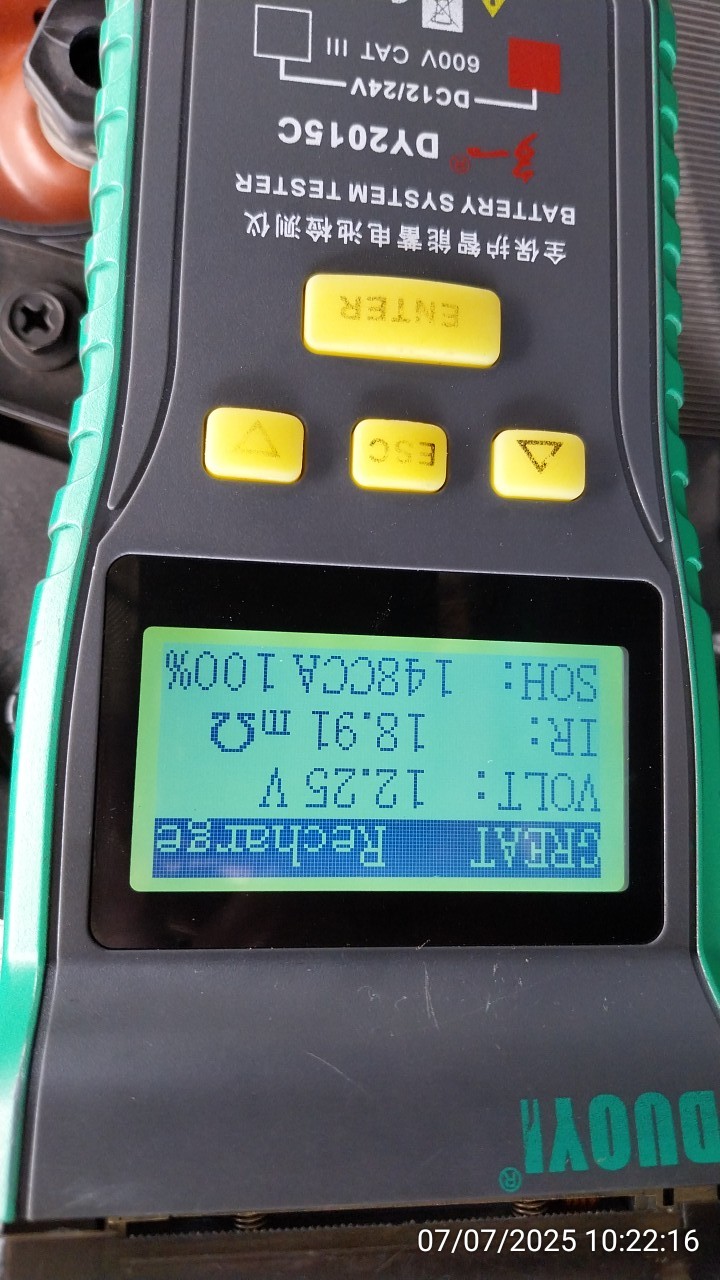 DUOYI®
GREAT Recharge
VOLT: 12.25 V
IR: 18.91 mΩ
SOH: 148CCA 100%
ESC
ENTER
全保护智能蓄电池检测仪
BATTERY SYSTEM TESTER
多一® DY2015C
DC12/24V
600V CAT III
07/07/2025 10:22:16